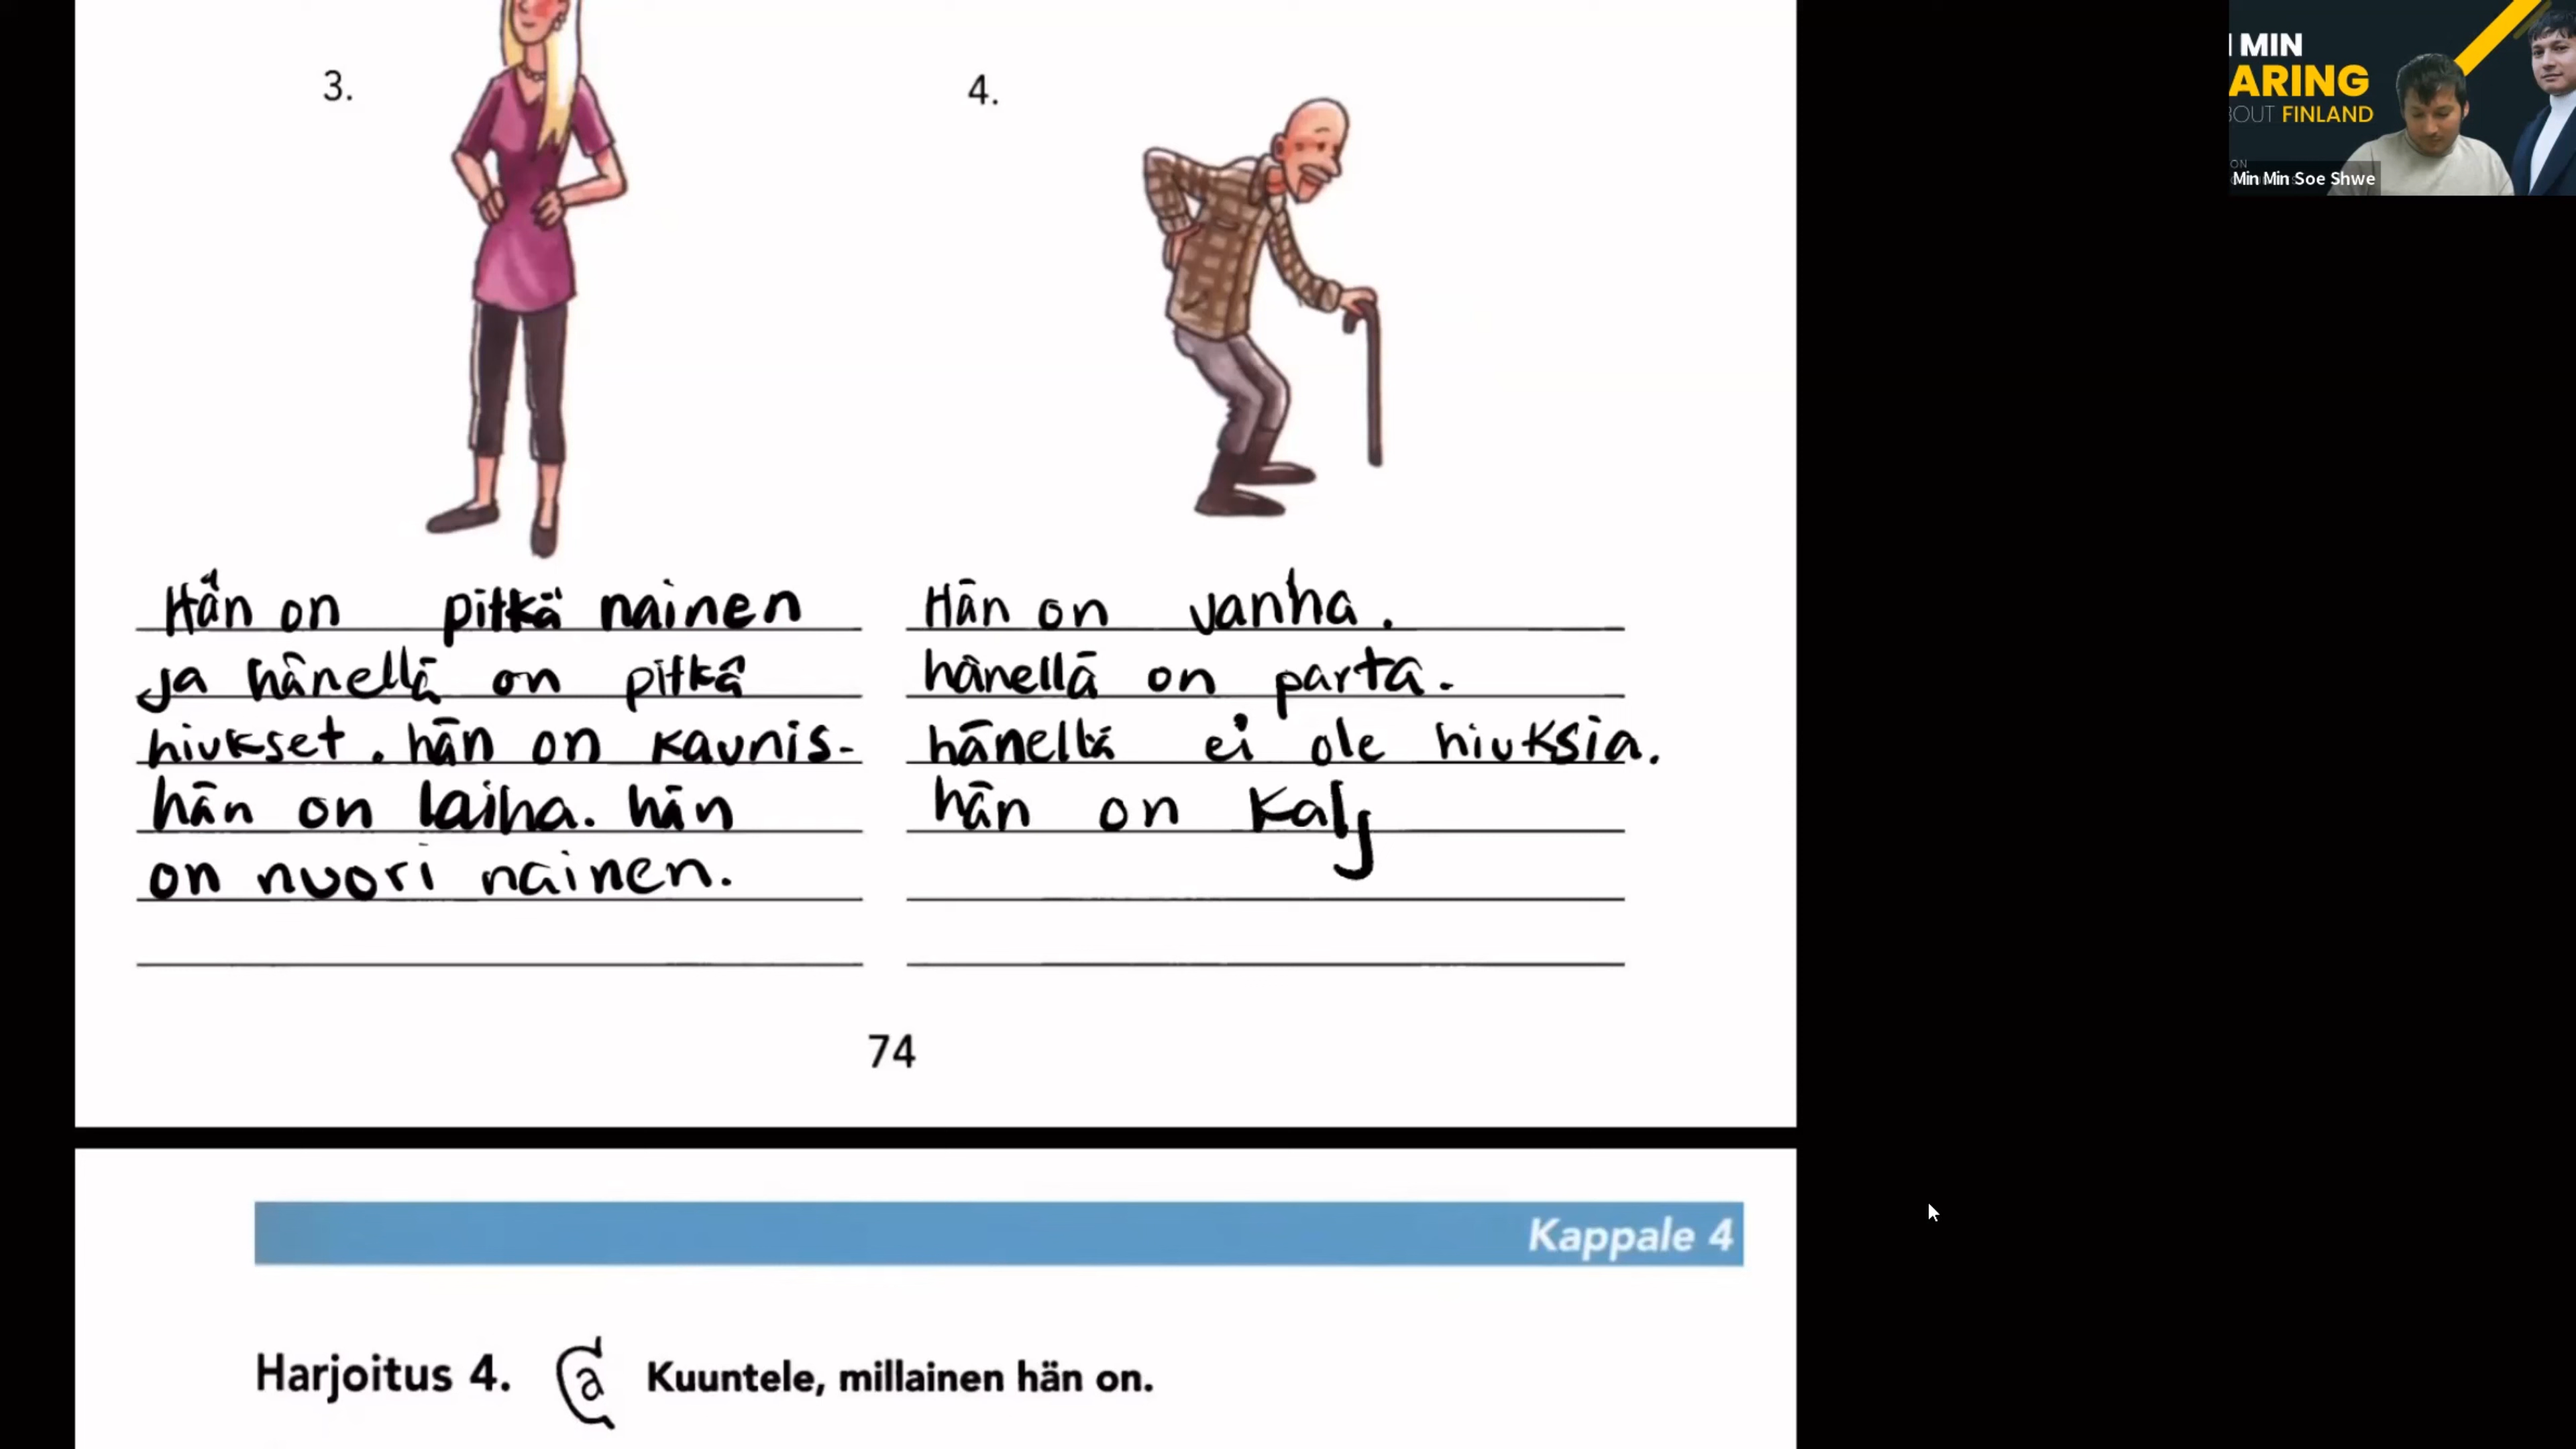 3.
4.
Hän on pitkä nainen
ja hänellä on pitkä
hiukset. hän on kaunis-
hän on laiha. hän
on nuori nainen.
Hän on vanha.
hänellä on parta.
hänellä ei ole hiuksia.
hän on kalj
74
Kappale 4
Harjoitus 4. a Kuuntele, millainen hän on.
MIN
ARING
BOUT FINLAND
ON
Min Min Soe Shwe